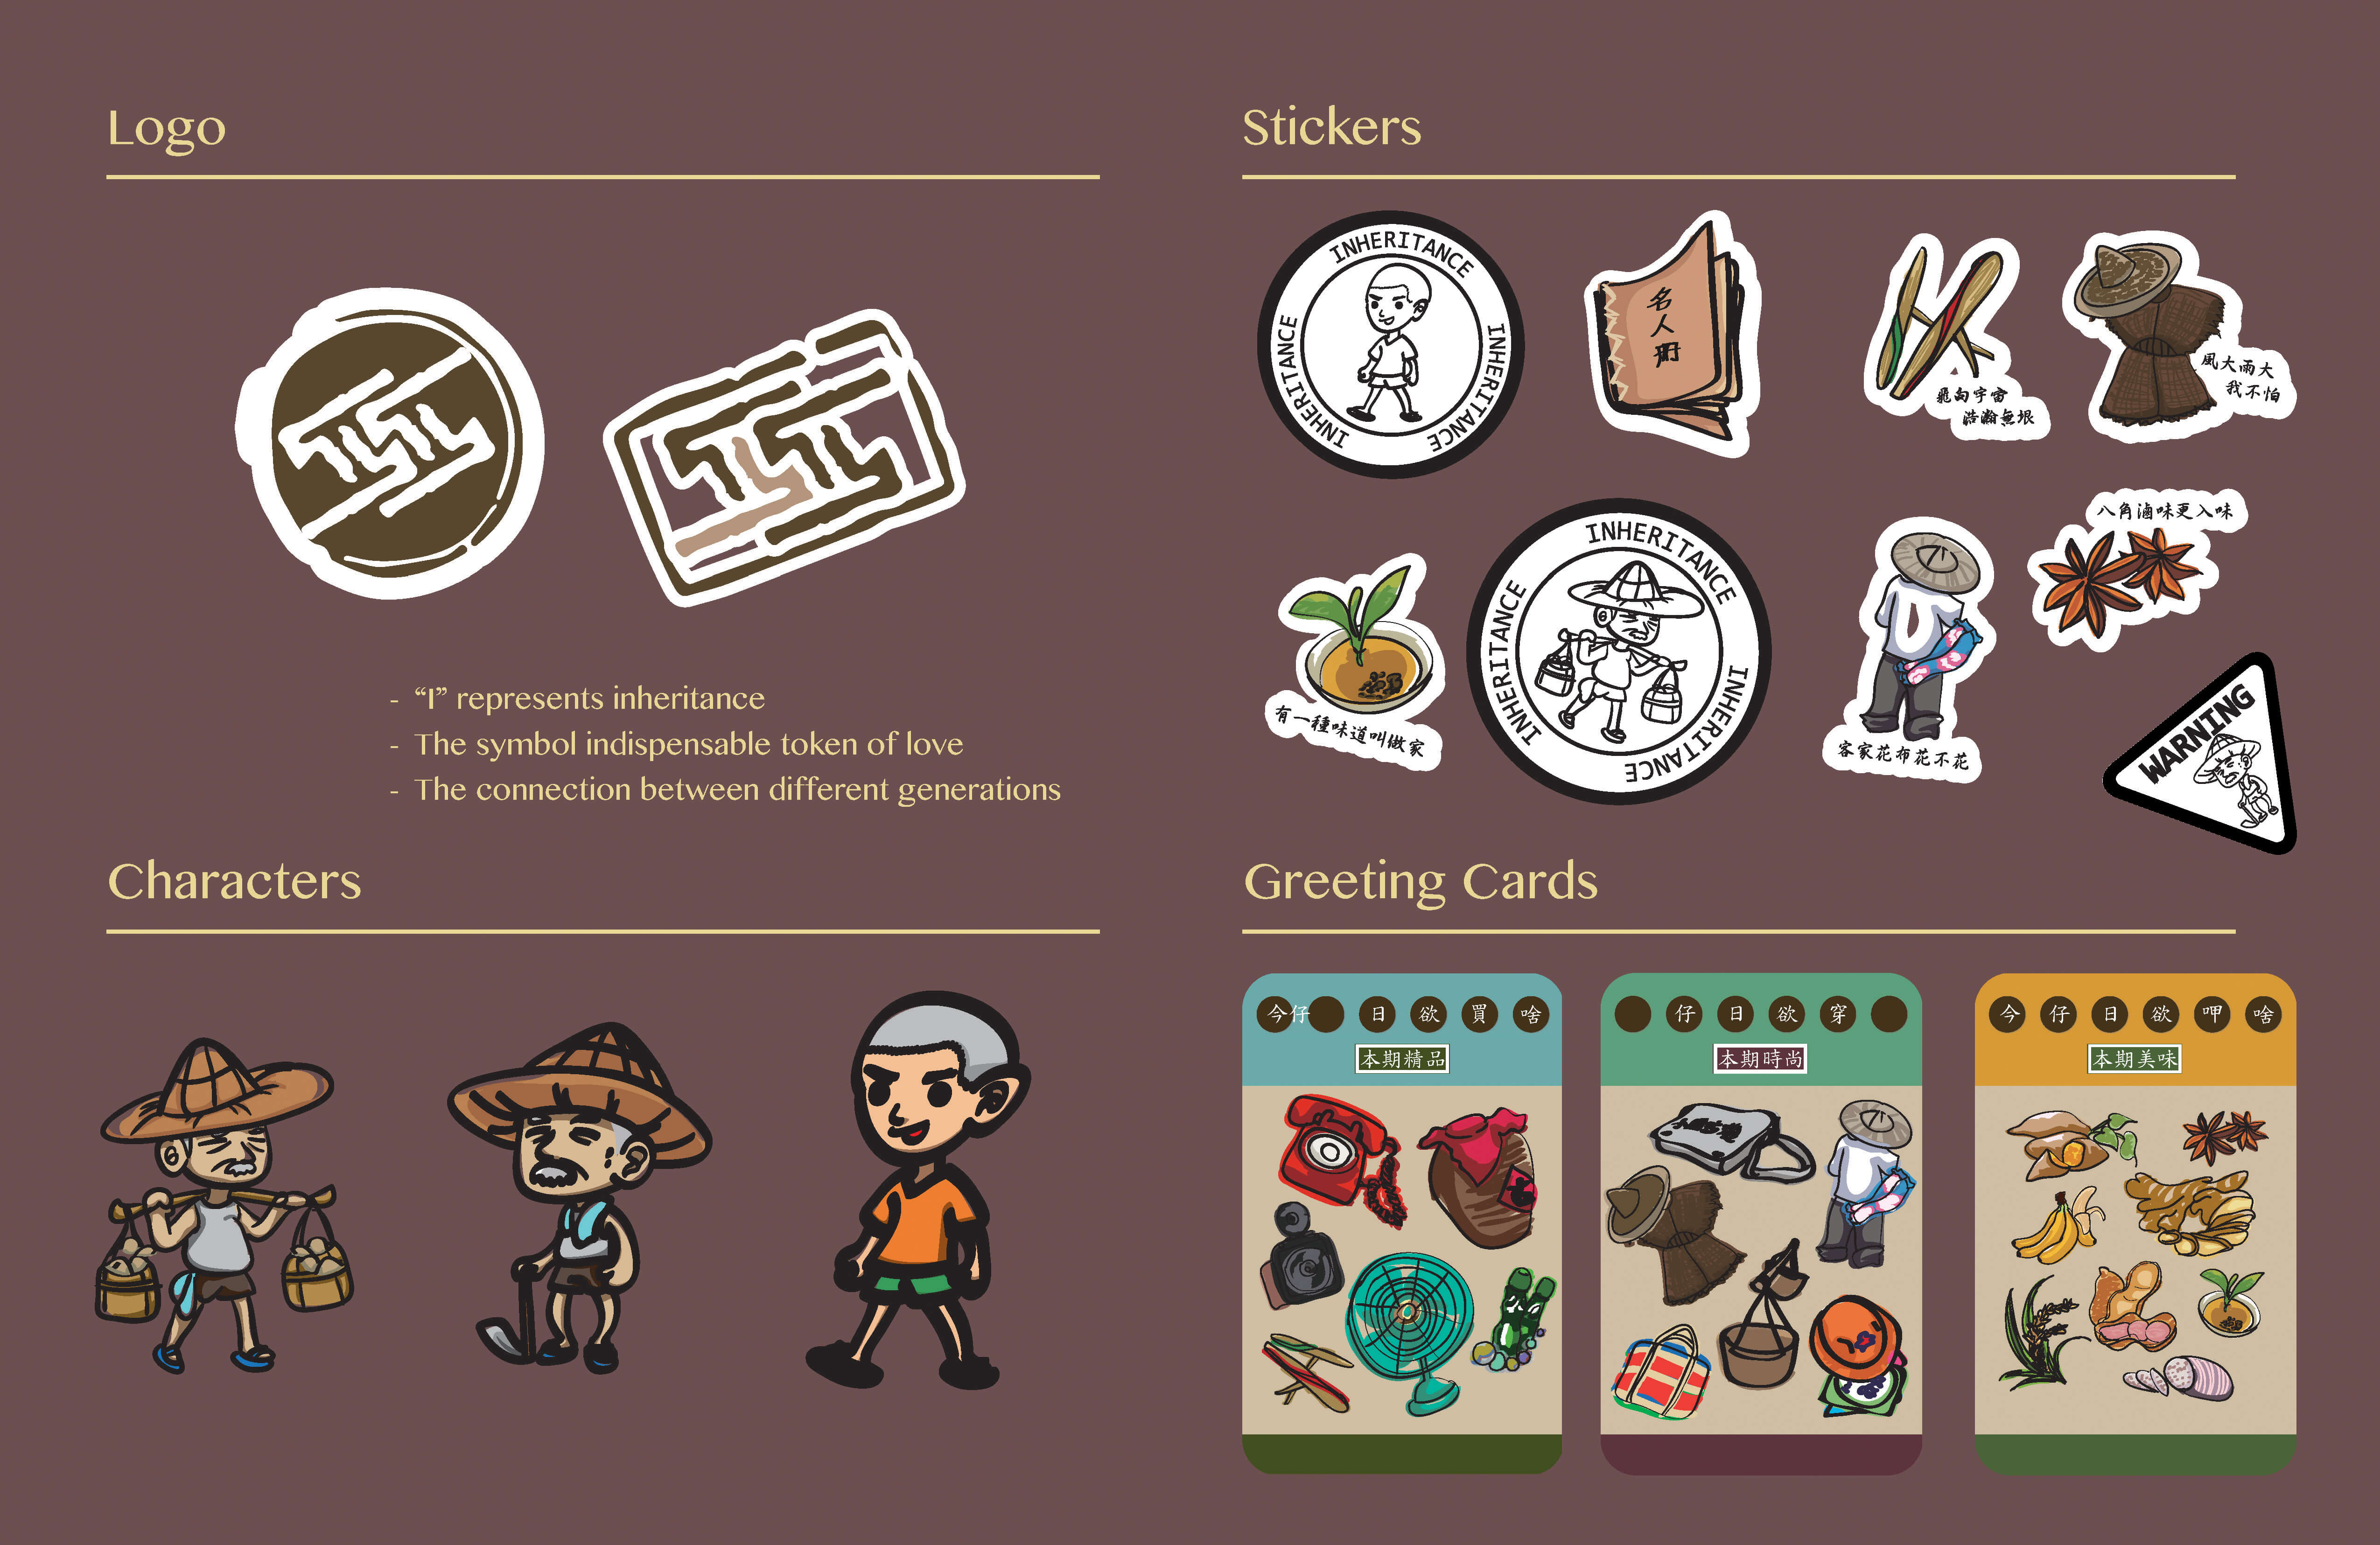 Logo
- “I” represents inheritance
- The symbol indispensable token of love
- The connection between different generations
Stickers
INHERITANCE
INHERITANCE
INHERITANCE
名人冊
飛向宇宙
浩瀚無垠
風大雨大
我不怕
有一種味道叫做家
INHERITANCE
INHERITANCE
INHERITANCE
客家花布花不花
八角滷味更入味
WARNING
Characters
Greeting Cards
今仔日欲買啥
本期精品
仔日欲穿
本期時尚
今仔日欲呷啥
本期美味